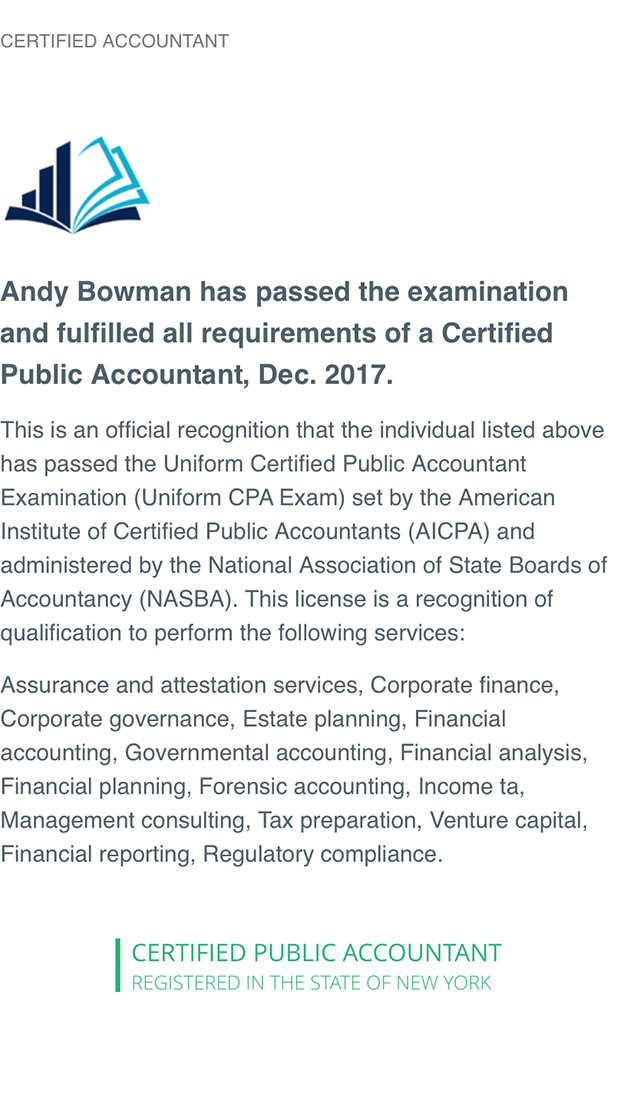 CERTIFIED ACCOUNTANT
Andy Bowman has passed the examination
and fulfilled all requirements of a Certified
Public Accountant, Dec. 2017.
This is an official recognition that the individual listed above
has passed the Uniform Certified Public Accountant
Examination (Uniform CPA Exam) set by the American
Institute of Certified Public Accountants (AICPA) and
administered by the National Association of State Boards of
Accountancy (NASBA). This license is a recognition of
qualification to perform the following services:
Assurance and attestation services, Corporate finance,
Corporate governance, Estate planning, Financial
accounting, Governmental accounting, Financial analysis,
Financial planning, Forensic accounting, Income ta,
Management consulting, Tax preparation, Venture capital,
Financial reporting, Regulatory compliance.
CERTIFIED PUBLIC ACCOUNTANT
REGISTERED IN THE STATE OF NEW YORK